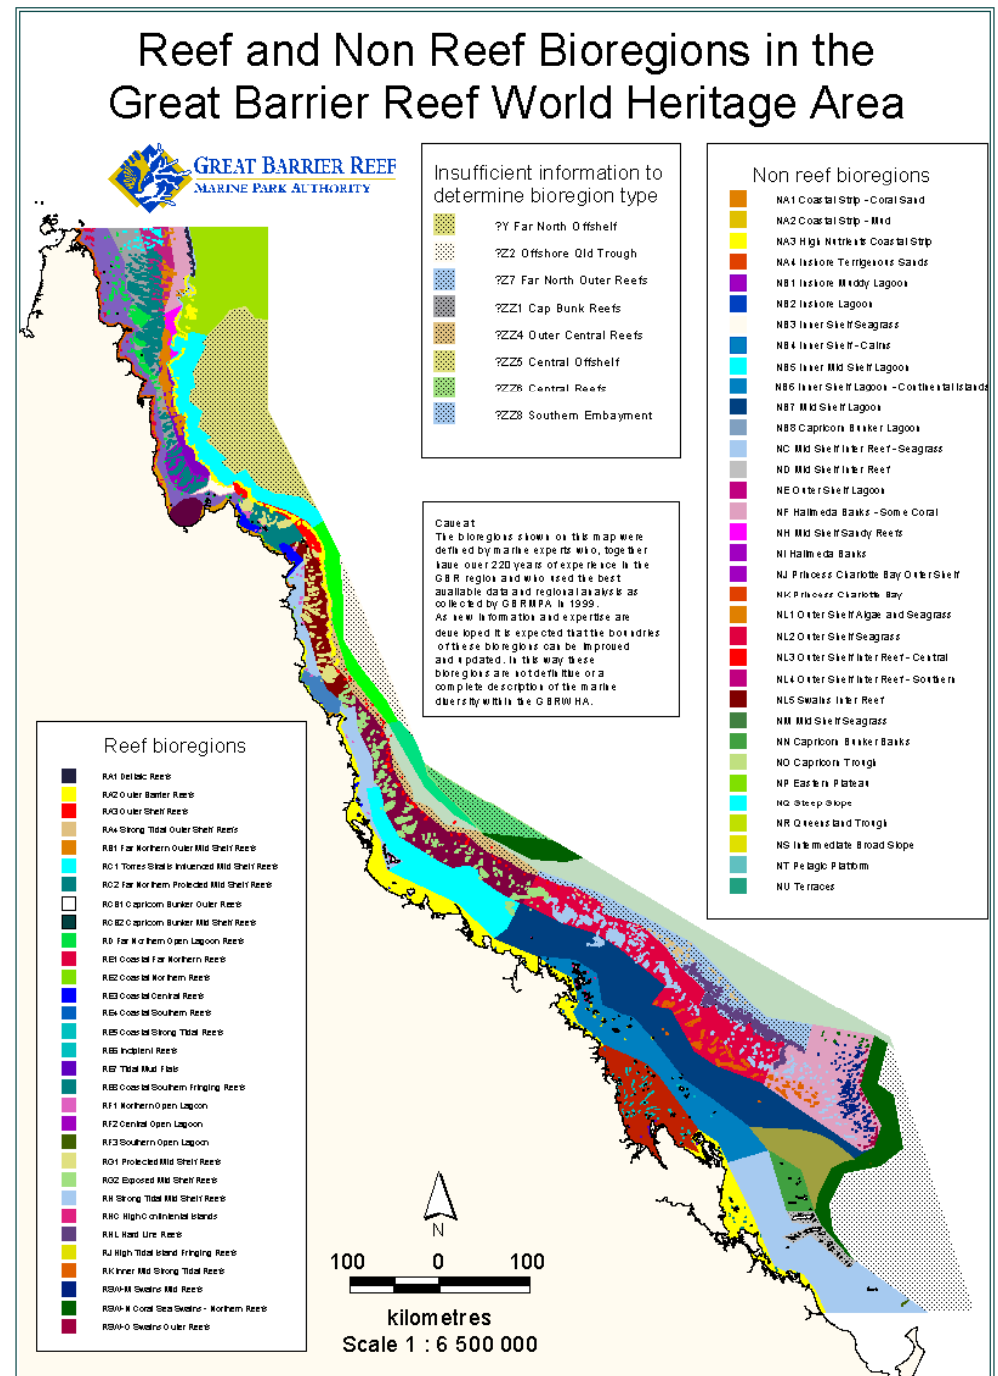 Reef and Non Reef Bioregions in the
Great Barrier Reef World Heritage Area
GREAT BARRIER REEF
MARINE PARK AUTHORITY
Insufficient information to
determine bioregion type
?Y Far North Offshelf
?Z2 Offshore Qld Trough
?Z7 Far North Outer Reefs
?ZZ1 Cap Bunk Reefs
?ZZ4 Outer Central Reefs
?ZZ5 Central Offshelf
?ZZ6 Central Reefs
?ZZ8 Southern Embayment
Non reef bioregions
NA1 Coastal Strip - Coral Sand
NA2 Coastal Strip - Mud
NA3 High Nutrients Coastal Strip
NA4 Inshore Terrigenous Sands
NB1 Inshore Muddy Lagoon
NB2 Inshore Lagoon
NB3 Inner Shelf Seagrass
NB4 Inner Shelf - Cairns
NB5 Inner Mid Shelf Lagoon
NB6 Inner Shelf Lagoon - Continental Islands
NB7 Mid Shelf Lagoon
NB8 Capricorn Bunker Lagoon
NC Mid Shelf Inter Reef - Seagrass
ND Mid Shelf Inter Reef
NE Outer Shelf Lagoon
NF Halimeda Banks - Some Coral
NH Mid Shelf Sandy Reefs
NI Halimeda Banks
NJ Princess Charlotte Bay Outer Shelf
NK Princess Charlotte Bay
NL1 Outer Shelf Algae and Seagrass
NL2 Outer Shelf Seagrass
NL3 Outer Shelf Inter Reef - Central
NL4 Outer Shelf Inter Reef - Southern
NL5 Swains Inter Reef
NM Mid Shelf Seagrass
NN Capricorn Bunker Banks
NO Capricorn Trough
NP Eastern Plateau
NQ Steep Slope
NR Queensland Trough
NS Intermediate Broad Slope
NT Pelagic Platform
NU Terraces
Caveat
The bioregions shown on this map were
defined by marine experts who, together
have over 220 years of experience in the
GBR region and who used the best
available data and regional analysis as
collected by GBRMPA in 1999.
As new information and expertise are
developed it is expected that the boundries
of these bioregions can be improved
and updated. In this way these
bioregions are not definitive or a
complete description of the marine
diversity within the GBRWHA.
Reef bioregions
RA1 Deltaic Reefs
RA2 Outer Barrier Reefs
RA3 Outer Shelf Reefs
RA4 Strong Tidal Outer Shelf Reefs
RB1 Far Northern Outer Mid Shelf Reefs
RC1 Torres Straits Influenced Mid Shelf Reefs
RC2 Far Northern Protected Mid Shelf Reefs
RCB1 Capricorn Bunker Outer Reefs
RCB2 Capricorn Bunker Mid Shelf Reefs
RD Far Northern Open Lagoon Reefs
RE1 Coastal Far Northern Reefs
RE2 Coastal Northern Reefs
RE3 Coastal Central Reefs
RE4 Coastal Southern Reefs
RE5 Coastal Strong Tidal Reefs
RE6 Incipient Reefs
RE7 Tidal Mud Flats
RE8 Coastal Southern Fringing Reefs
RF1 Northern Open Lagoon
RF2 Central Open Lagoon
RF3 Southern Open Lagoon
RG1 Protected Mid Shelf Reefs
RG2 Exposed Mid Shelf Reefs
RH Strong Tidal Mid Shelf Reefs
RHC High Continental Islands
RHL Hard Line Reefs
RJ High Tidal Island Fringing Reefs
RK Inner Mid Strong Tidal Reefs
RSW-M Swains Mid Reefs
RSW-N Coral Sea Swains - Northern Reefs
RSW-O Swains Outer Reefs
N
100 0 100
kilometres
Scale 1 : 6 500 000